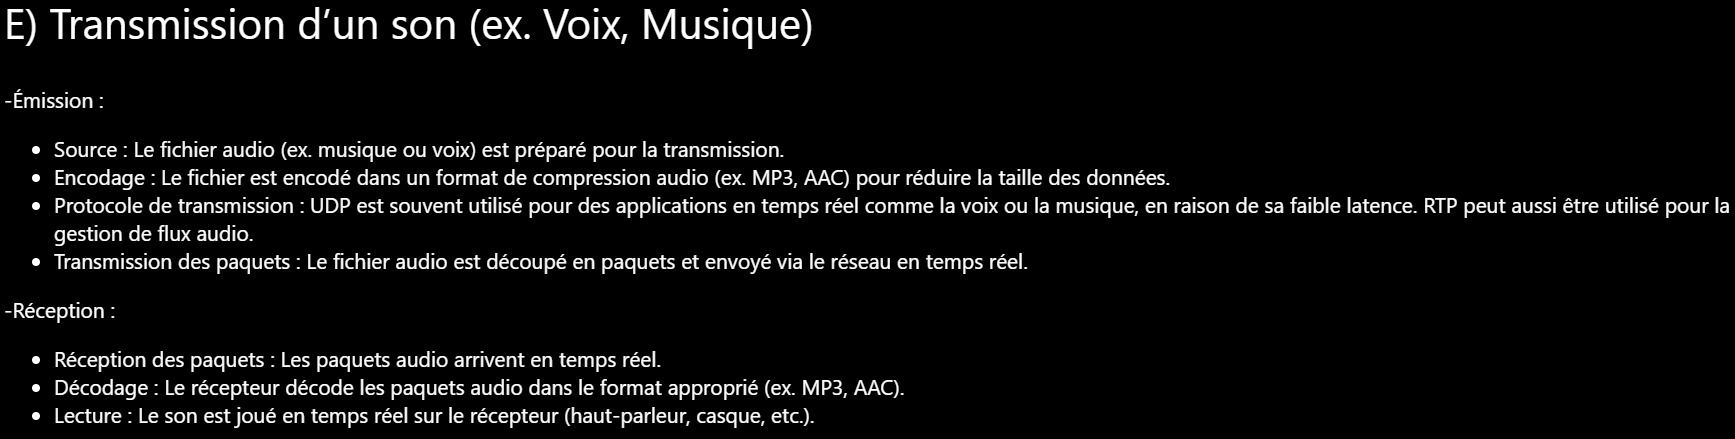 E) Transmission d’un son (ex. Voix, Musique)
-Émission :
• Source : Le fichier audio (ex. musique ou voix) est préparé pour la transmission.
• Encodage : Le fichier est encodé dans un format de compression audio (ex. MP3, AAC) pour réduire la taille des données.
• Protocole de transmission : UDP est souvent utilisé pour des applications en temps réel comme la voix ou la musique, en raison de sa faible latence. RTP peut aussi être utilisé pour la
gestion de flux audio.
• Transmission des paquets : Le fichier audio est découpé en paquets et envoyé via le réseau en temps réel.
-Réception :
• Réception des paquets : Les paquets audio arrivent en temps réel.
• Décodage : Le récepteur décode les paquets audio dans le format approprié (ex. MP3, AAC).
• Lecture : Le son est joué en temps réel sur le récepteur (haut-parleur, casque, etc.).